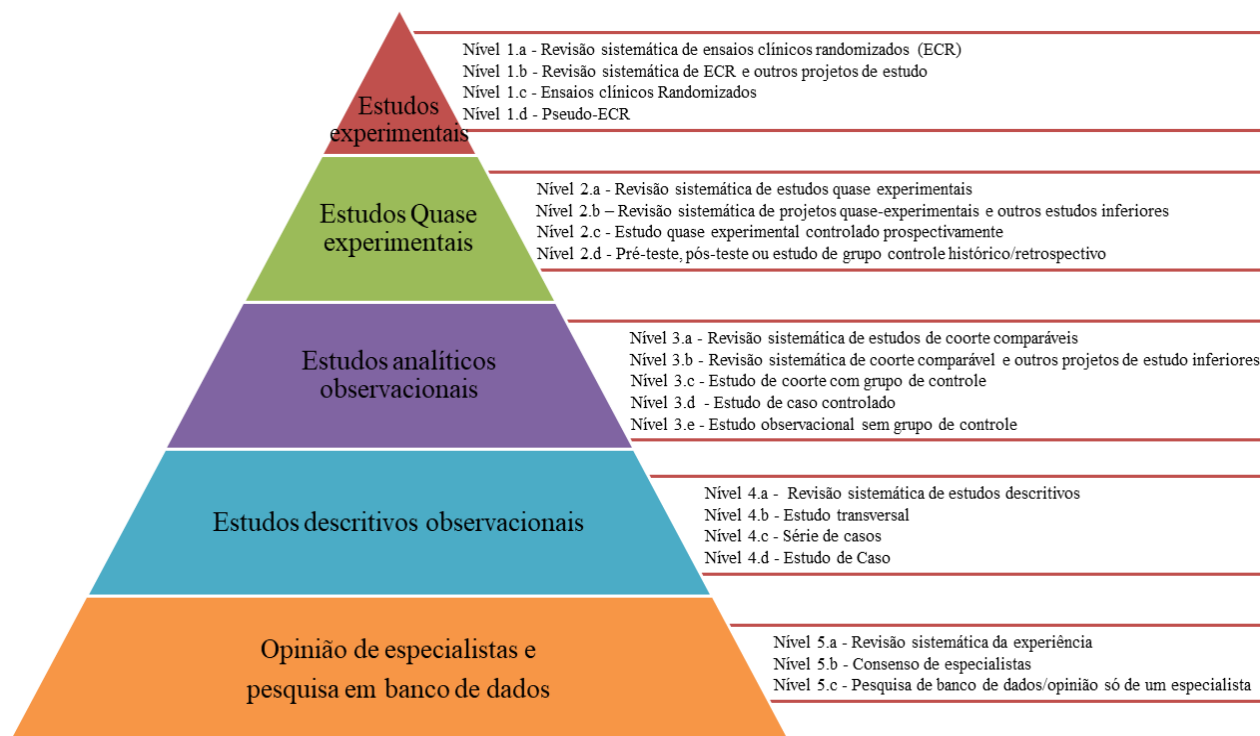 Estudos
experimentais
Nível 1.a - Revisão sistemática de ensaios clínicos randomizados (ECR)
Nível 1.b - Revisão sistemática de ECR e outros projetos de estudo
Nível 1.c - Ensaios clínicos Randomizados
Nível 1.d - Pseudo-ECR
Estudos Quase
experimentais
Nível 2.a - Revisão sistemática de estudos quase experimentais
Nível 2.b – Revisão sistemática de projetos quase-experimentais e outros estudos inferiores
Nível 2.c - Estudo quase experimental controlado prospectivamente
Nível 2.d - Pré-teste, pós-teste ou estudo de grupo controle histórico/retrospectivo
Estudos analíticos
observacionais
Nível 3.a - Revisão sistemática de estudos de coorte comparáveis
Nível 3.b - Revisão sistemática de coorte comparável e outros projetos de estudo inferiores
Nível 3.c - Estudo de coorte com grupo de controle
Nível 3.d - Estudo de caso controlado
Nível 3.e - Estudo observacional sem grupo de controle
Estudos descritivos observacionais
Nível 4.a - Revisão sistemática de estudos descritivos
Nível 4.b - Estudo transversal
Nível 4.c - Série de casos
Nível 4.d - Estudo de Caso
Opinião de especialistas e
pesquisa em banco de dados
Nível 5.a - Revisão sistemática da experiência
Nível 5.b - Consenso de especialistas
Nível 5.c - Pesquisa de banco de dados/opinião só de um especialista